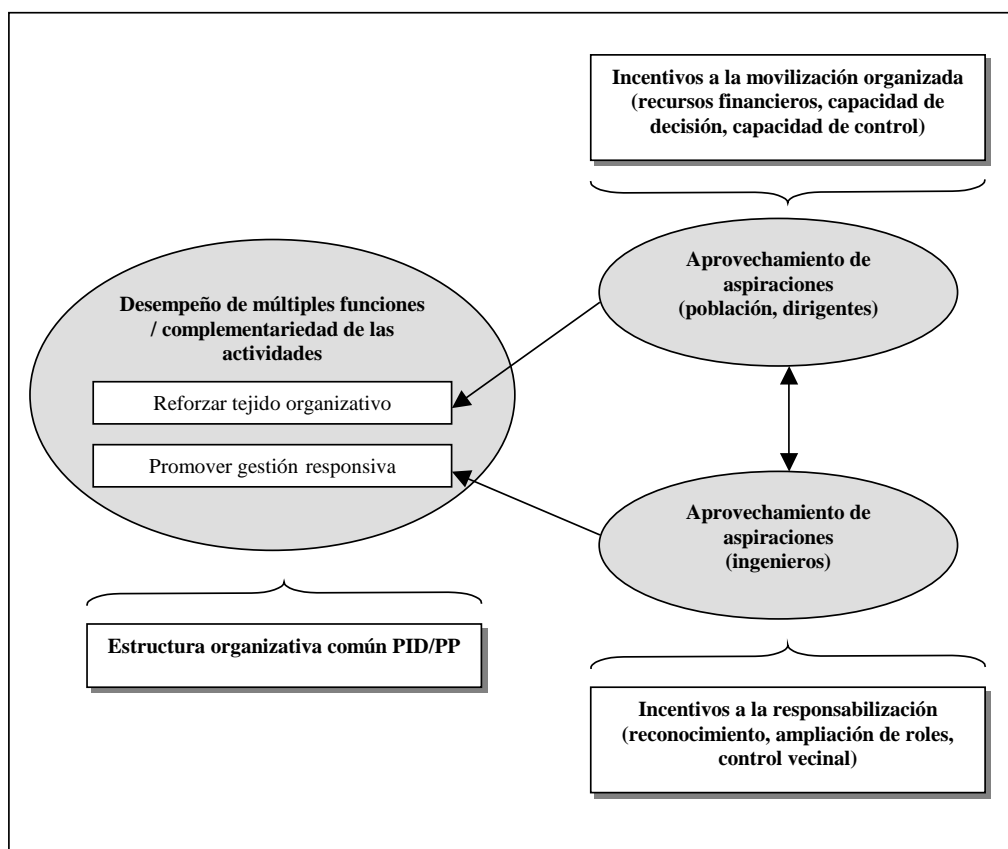 Incentivos a la movilización organizada
(recursos financieros, capacidad de
decisión, capacidad de control)
Aprovechamiento de
aspiraciones
(población, dirigentes)
Desempeño de múltiples funciones
/ complementariedad de las
actividades
Reforzar tejido organizativo
Promover gestión responsiva
Aprovechamiento de
aspiraciones
(ingenieros)
Estructura organizativa común PID/PP
Incentivos a la responsabilización
(reconocimiento, ampliación de roles,
control vecinal)